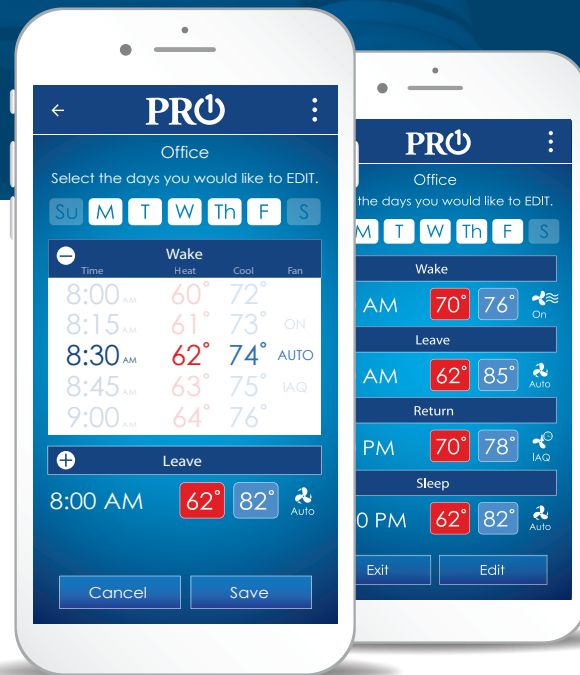 PRO1
Office
Select the days you would like to EDIT.
Su M T W Th F S
Wake
Time Heat Cool Fan
8:00 AM 60° 72°
8:15 AM 61° 73° ON
8:30 AM 62° 74° AUTO
8:45 AM 63° 75° IAQ
9:00 AM 64° 76°
Leave
8:00 AM 62° 82° Auto
Cancel Save
PRO1
Office
the days you would like to EDIT.
M T W Th F S
Wake
AM 70° 76° On
Leave
AM 62° 85° Auto
Return
PM 70° 78° IAQ
Sleep
0 PM 62° 82° Auto
Exit Edit